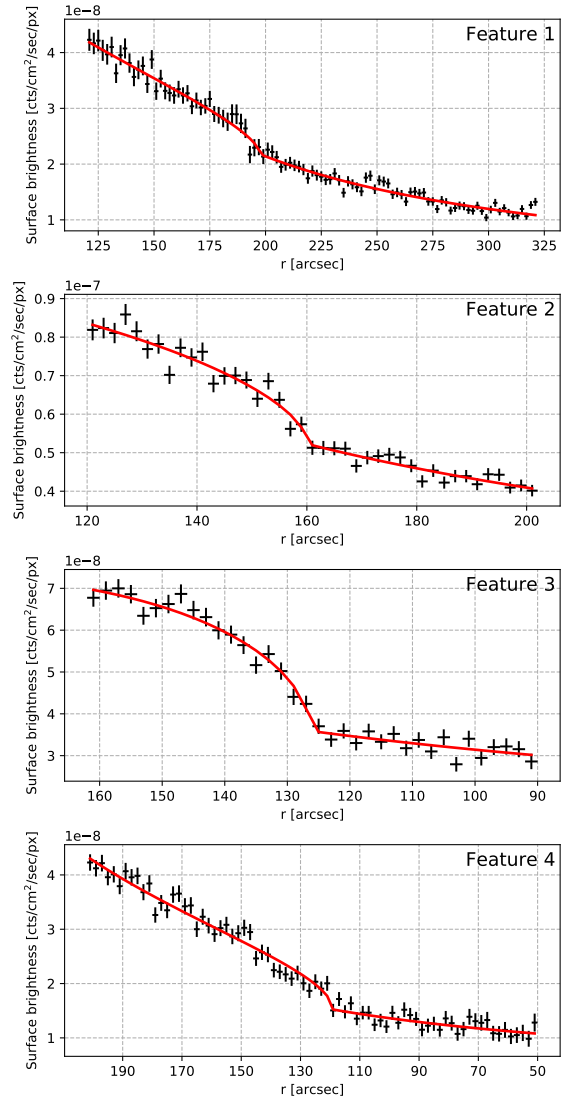 1e−8
Feature 1
Surface brightness [cts/cm²/sec/px]
4
3
2
1
125 150 175 200 225 250 275 300 325
r [arcsec]
1e−7
Feature 2
Surface brightness [cts/cm²/sec/px]
0.9
0.8
0.7
0.6
0.5
0.4
120 140 160 180 200
r [arcsec]
1e−8
Feature 3
Surface brightness [cts/cm²/sec/px]
7
6
5
4
3
160 150 140 130 120 110 100 90
r [arcsec]
1e−8
Feature 4
Surface brightness [cts/cm²/sec/px]
4
3
2
1
190 170 150 130 110 90 70 50
r [arcsec]